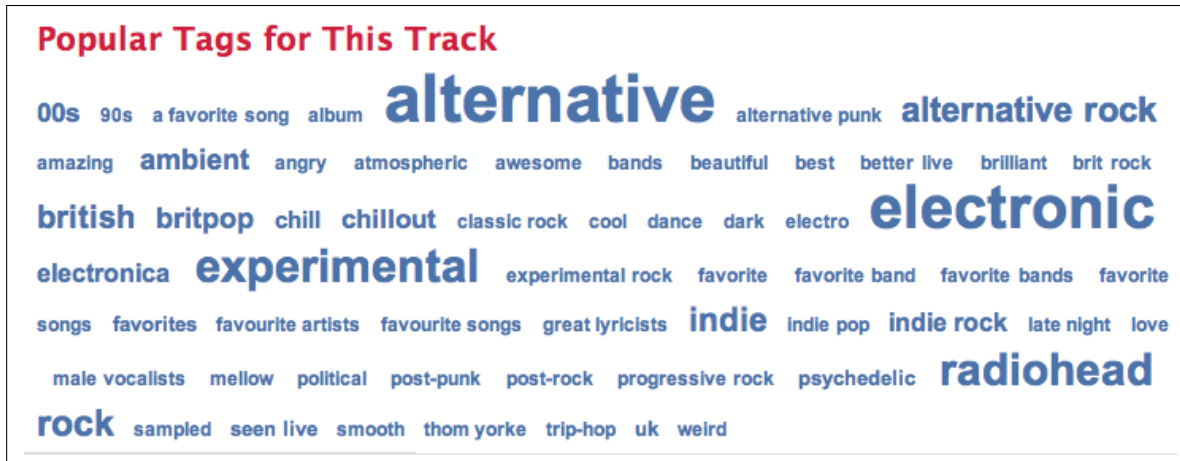 Popular Tags for This Track
00s 90s a favorite song album alternative alternative punk alternative rock
amazing ambient angry atmospheric awesome bands beautiful best better live brilliant brit rock
british britpop chill chillout classic rock cool dance dark electro electronic
electronica experimental experimental rock favorite favorite band favorite bands favorite
songs favorites favourite artists favourite songs great lyricists indie indie pop indie rock late night love
male vocalists mellow political post-punk post-rock progressive rock psychedelic radiohead
rock sampled seen live smooth thom yorke trip-hop uk weird